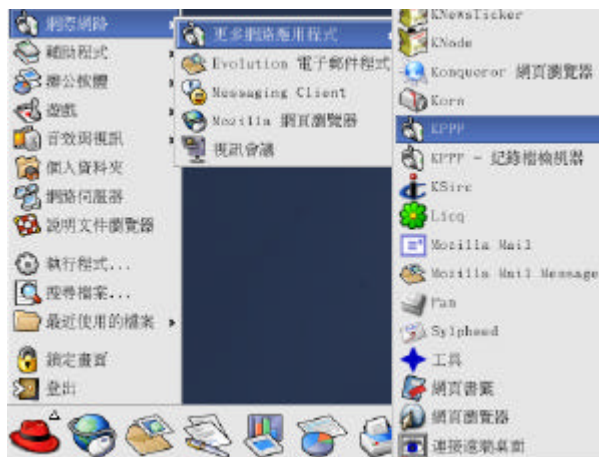 網際網路
輔助程式
辦公軟體
遊戲
音效與視訊
個人資料夾
網路伺服器
說明文件瀏覽器
執行程式...
搜尋檔案...
最近使用的檔案
鎖定畫面
登出
更多網路應用程式
Evolution 電子郵件程式
Messaging Client
Mozilla 網頁瀏覽器
視訊會議
KNewsTicker
KNode
Konqueror 網頁瀏覽器
Korn
KPPP
KPPP - 紀錄檔檢視器
KSirc
Licq
Mozilla Mail
Mozilla Mail Message
Pan
Sylpheed
工具
網頁書籤
網頁瀏覽器
連接遠端桌面